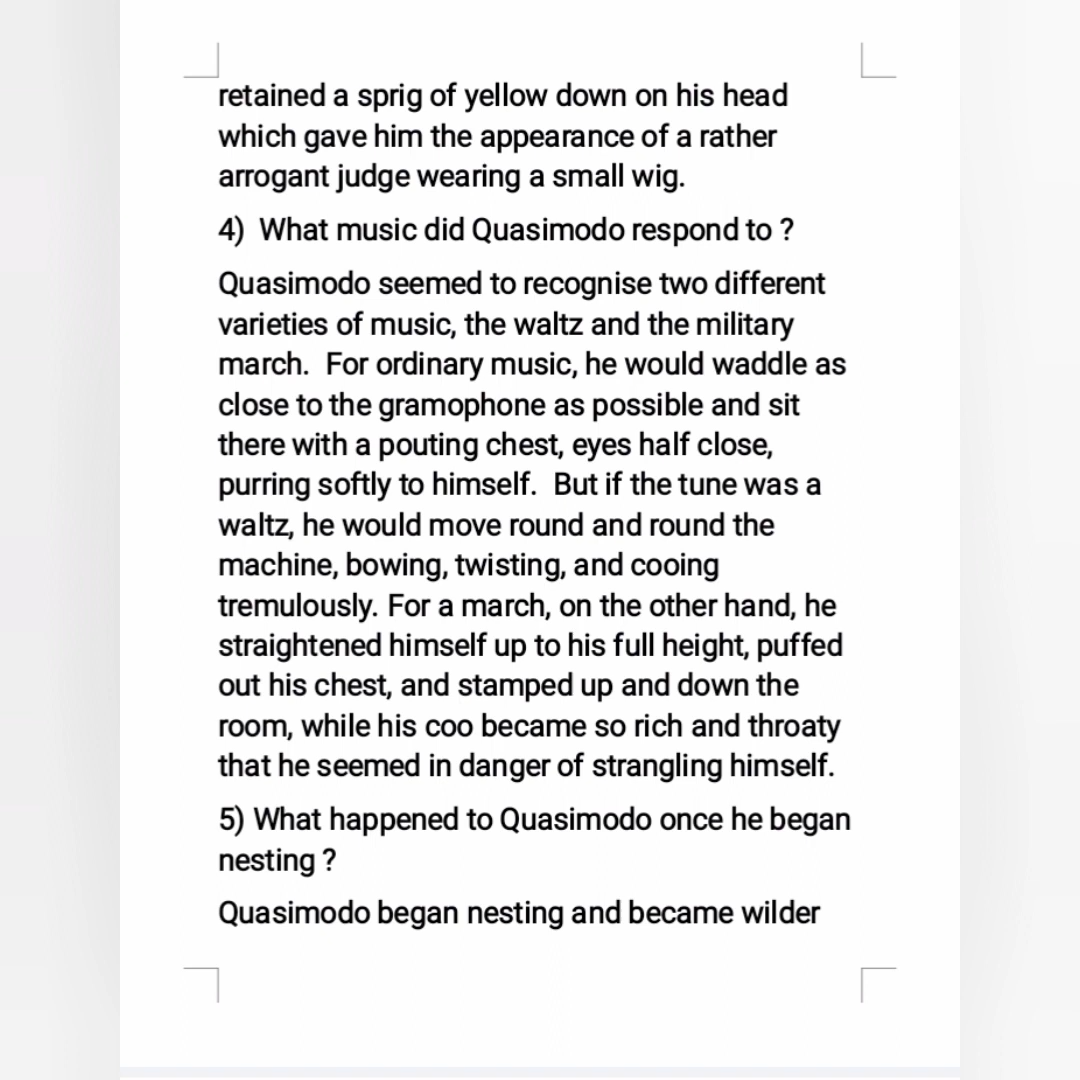 retained a sprig of yellow down on his head
which gave him the appearance of a rather
arrogant judge wearing a small wig.
4)  What music did Quasimodo respond to ?
Quasimodo seemed to recognise two different
varieties of music, the waltz and the military
march.  For ordinary music, he would waddle as
close to the gramophone as possible and sit
there with a pouting chest, eyes half close,
purring softly to himself.  But if the tune was a
waltz, he would move round and round the
machine, bowing, twisting, and cooing
tremulously. For a march, on the other hand, he
straightened himself up to his full height, puffed
out his chest, and stamped up and down the
room, while his coo became so rich and throaty
that he seemed in danger of strangling himself.
5) What happened to Quasimodo once he began
nesting ?
Quasimodo began nesting and became wilder